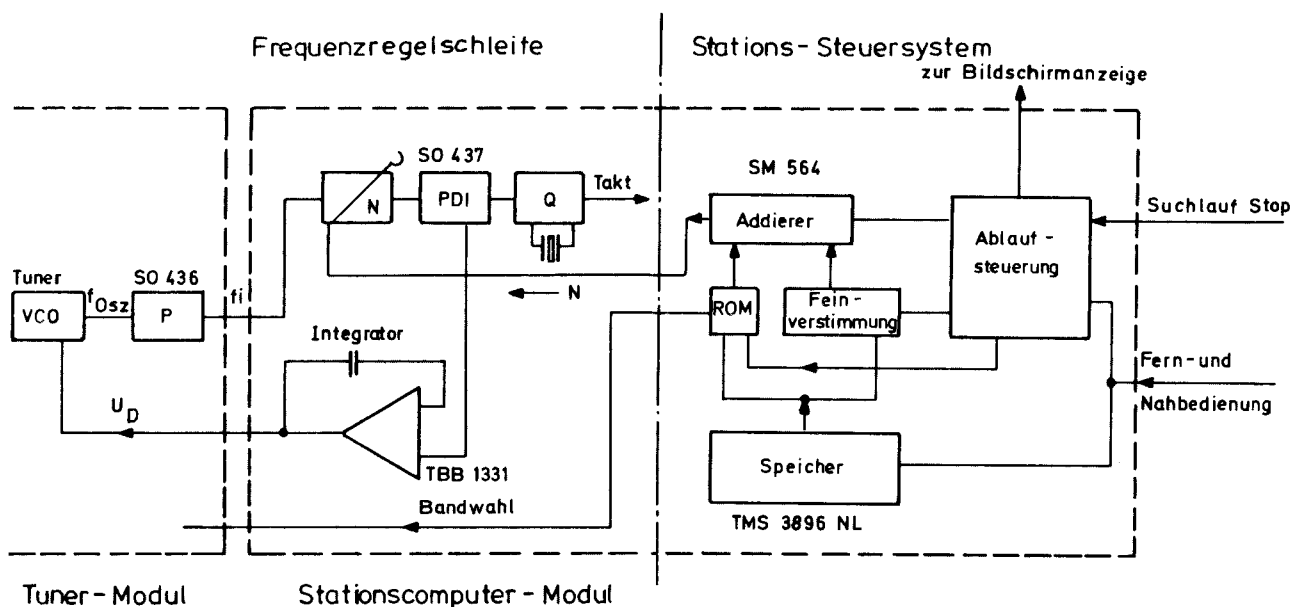 Frequenzregelschleife
Stations-Steuersystem
zur Bildschirmanzeige
SO 437
SM 564
N
PDI
Q
Takt
Addierer
Ablauf-
steuerung
Suchlauf Stop
Tuner
VCO
fOsz
SO 436
P
fi
N
ROM
Fein-
verstimmung
Integrator
Fern-und
Nahbedienung
UD
TBB 1331
Speicher
Bandwahl
TMS 3896 NL
Tuner-Modul
Stationscomputer-Modul